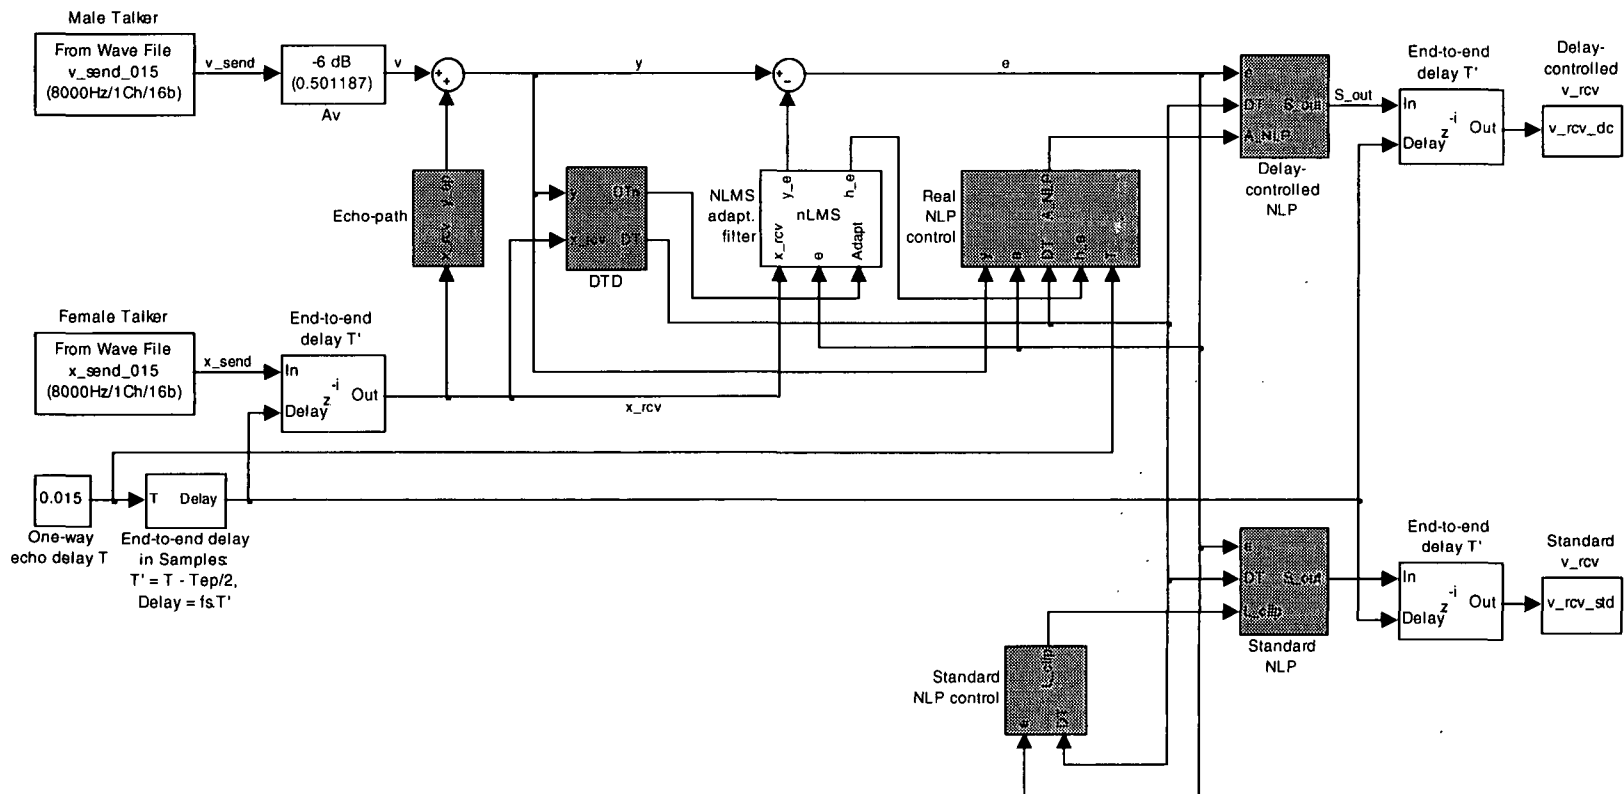 Male Talker
From Wave File
v_send_015
(8000Hz/1Ch/16b)
v_send
-6 dB
(0.501187)
Av
v
+
+
y
+
-
e
e
DT
A_NLP
S_out
Delay-
controlled
NLP
S_out
End-to-end
delay T'
In
Delay
z
-i
Out
Delay-
controlled
v_rcv
v_rcv_dc
Echo-path
x_rcv
y_ep
y
x_rcv
DTn
DT
DTD
NLMS
adapt.
filter
y_e
h_e
nLMS
x_rcv
e
Adapt
Real
NLP
control
A_NLP
y
e
DT
h_e
T
Female Talker
From Wave File
x_send_015
(8000Hz/1Ch/16b)
x_send
End-to-end
delay T'
In
Delay
z
-i
Out
x_rcv
0.015
One-way
echo delay T
T
Delay
End-to-end delay
in Samples:
T' = T - Tep/2,
Delay = fs.T'
e
DT
L_clip
S_out
Standard
NLP
End-to-end
delay T'
In
Delay
z
-i
Out
Standard
v_rcv
v_rcv_std
Standard
NLP control
L_clip
e
DT